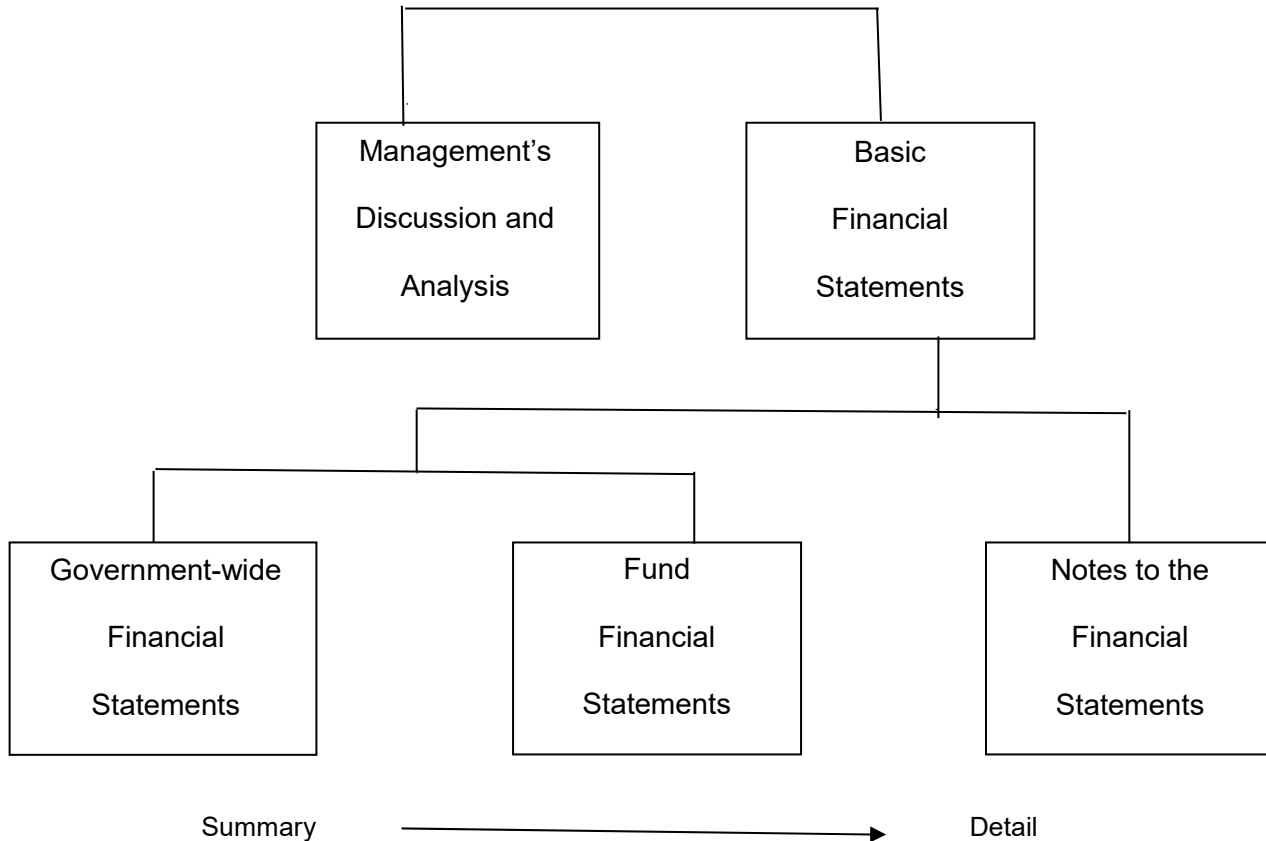 Management’s
Discussion and
Analysis
Basic
Financial
Statements
Government-wide
Financial
Statements
Fund
Financial
Statements
Notes to the
Financial
Statements
Summary
Detail